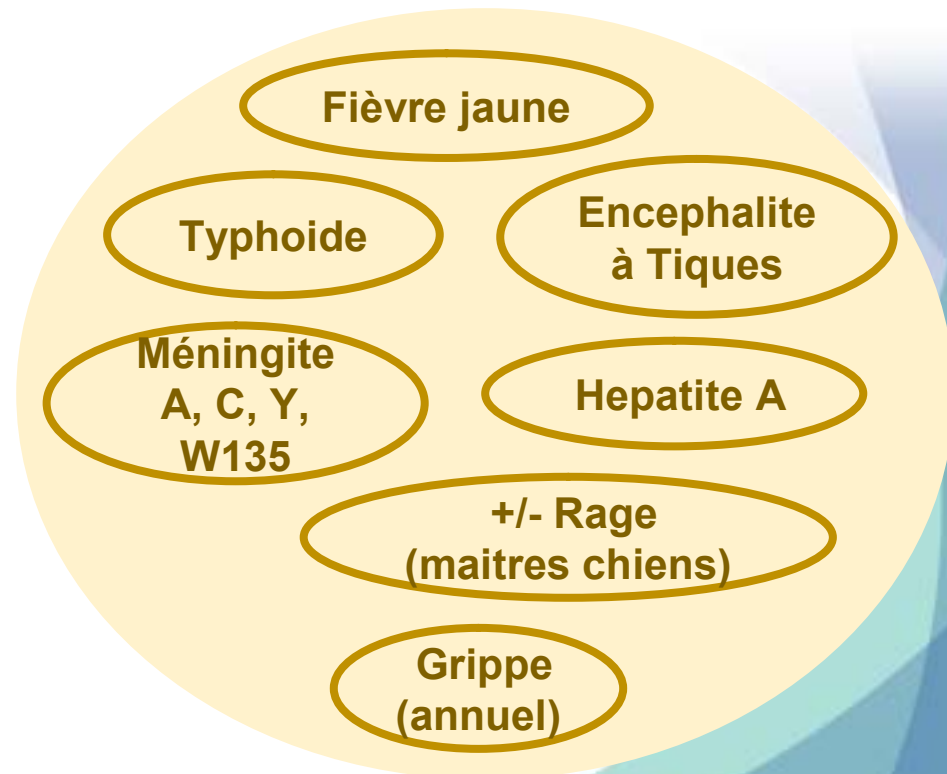 Fièvre jaune
Typhoide
Encephalite
à Tiques
Méningite
A, C, Y,
W135
Hepatite A
+/- Rage
(maitres chiens)
Grippe
(annuel)